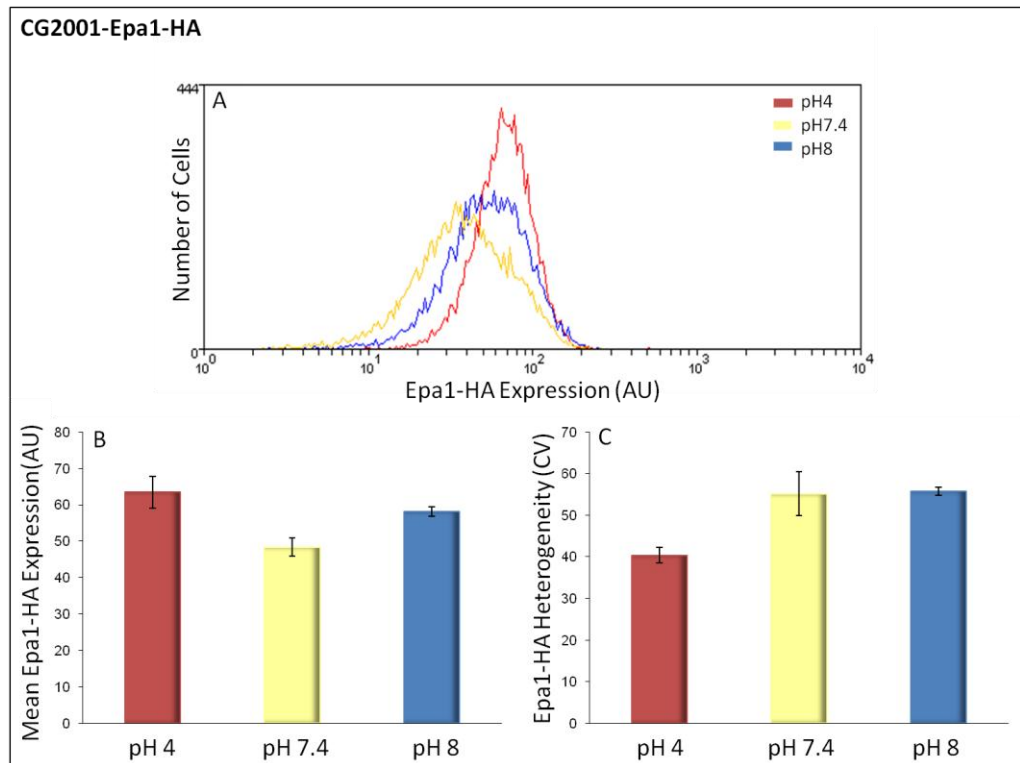 CG2001-Epa1-HA
A
444
0
Number of Cells
pH4
pH7.4
pH8
10^0 10^1 10^2 10^3 10^4
Epa1-HA Expression (AU)
B
Mean Epa1-HA Expression(AU)
80
70
60
50
40
30
20
10
0
pH 4 pH 7.4 pH 8
C
Epa1-HA Heterogeneity (CV)
70
60
50
40
30
20
10
0
pH 4 pH 7.4 pH 8